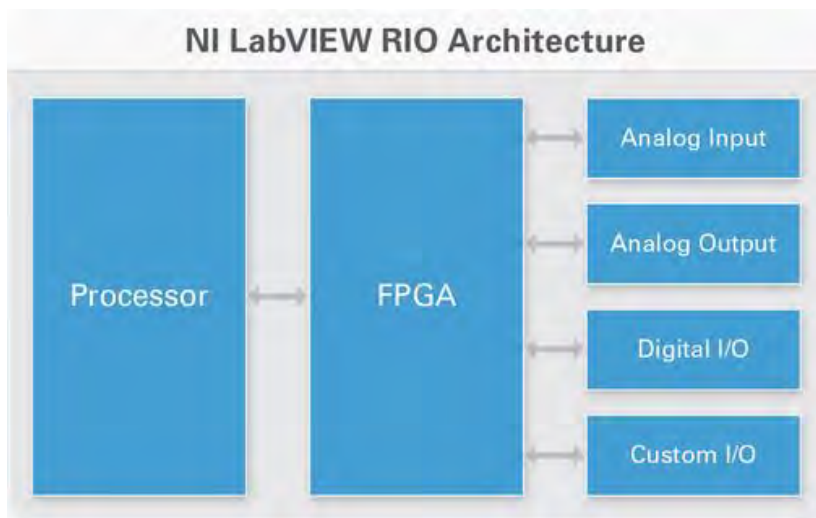 NI LabVIEW RIO Architecture
Processor
FPGA
Analog Input
Analog Output
Digital I/O
Custom I/O